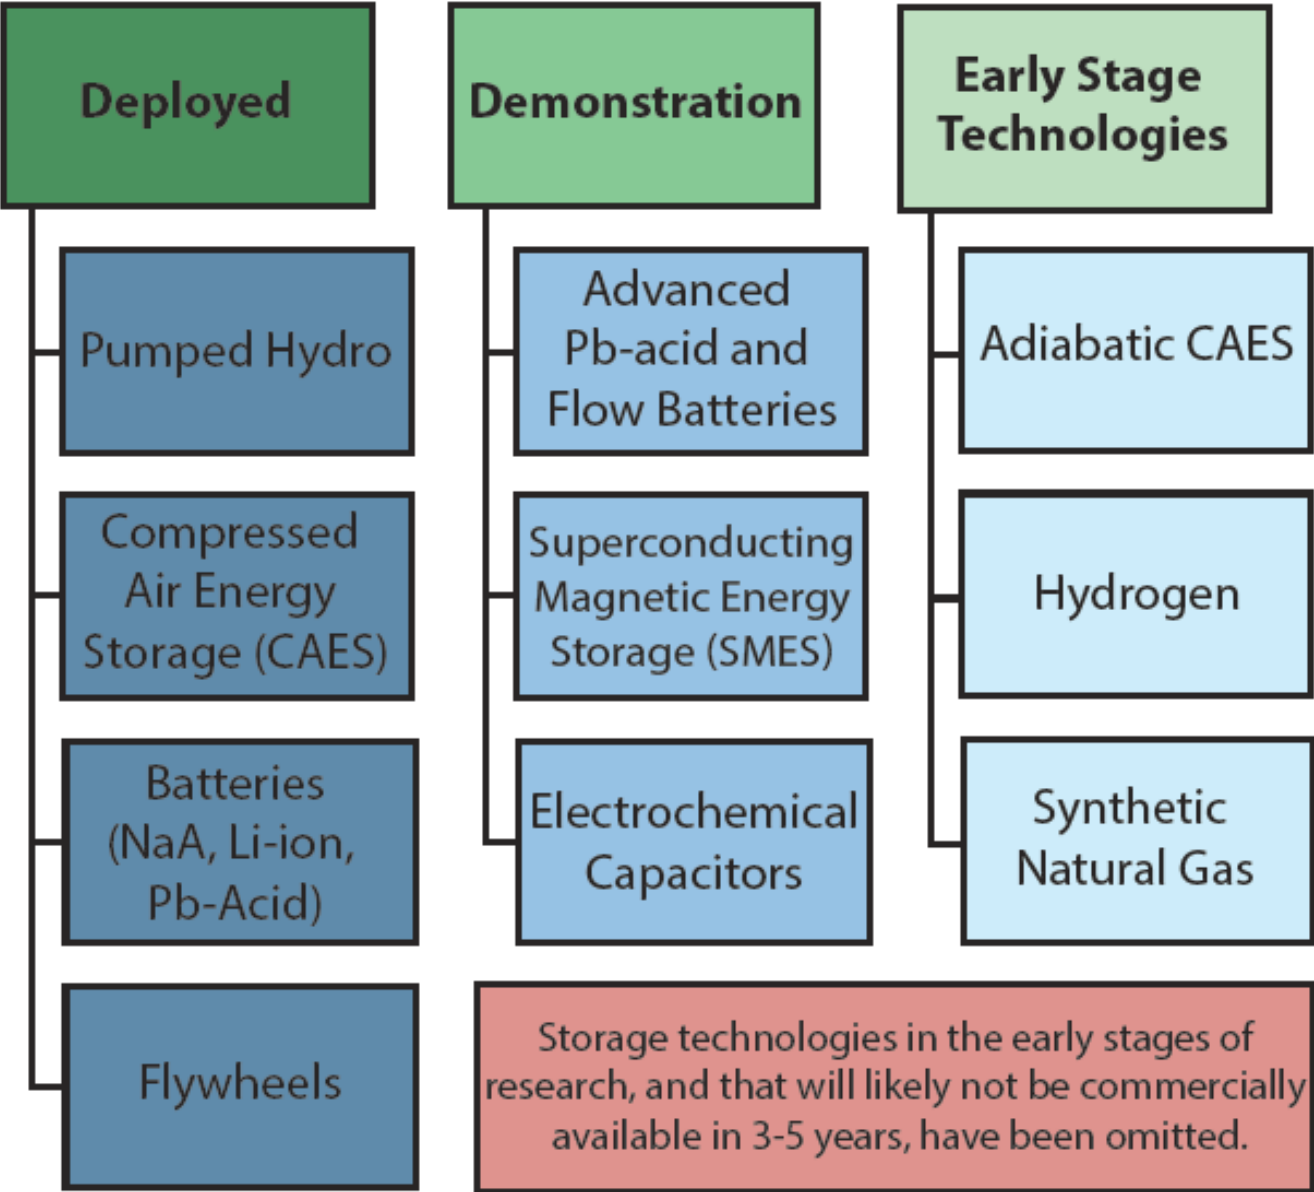 Deployed
Pumped Hydro
Compressed
Air Energy
Storage (CAES)
Batteries
(NaA, Li-ion,
Pb-Acid)
Flywheels
Demonstration
Advanced
Pb-acid and
Flow Batteries
Superconducting
Magnetic Energy
Storage (SMES)
Electrochemical
Capacitors
Early Stage
Technologies
Adiabatic CAES
Hydrogen
Synthetic
Natural Gas
Storage technologies in the early stages of
research, and that will likely not be commercially
available in 3-5 years, have been omitted.